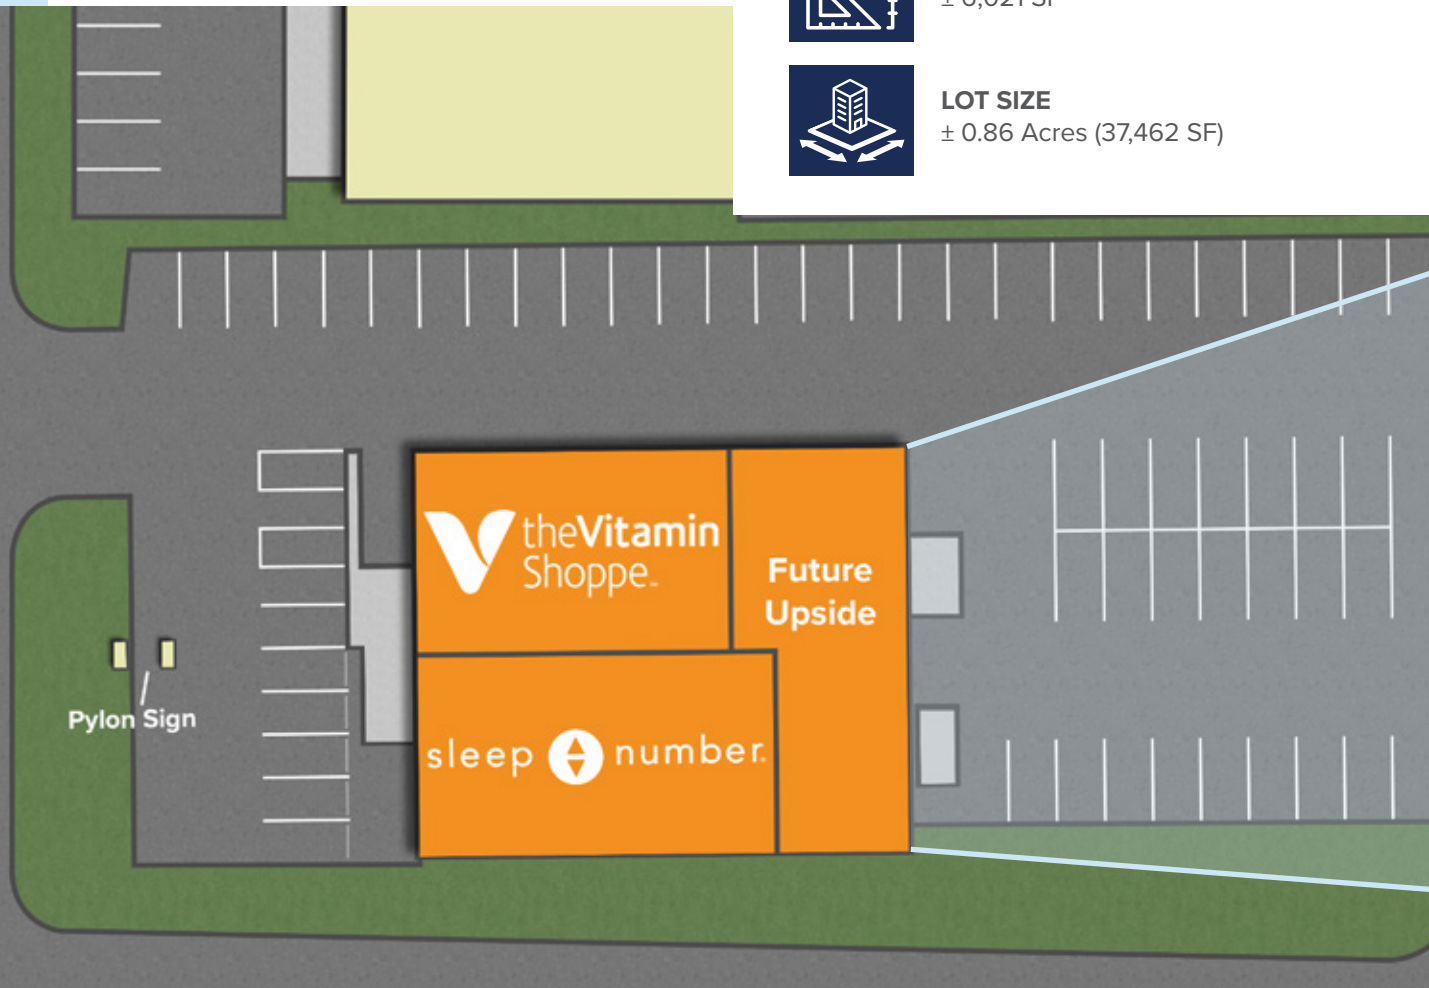 LOT SIZE
± 0.86 Acres (37,462 SF)
theVitamin
Shoppe
Future
Upside
Pylon Sign
sleep number